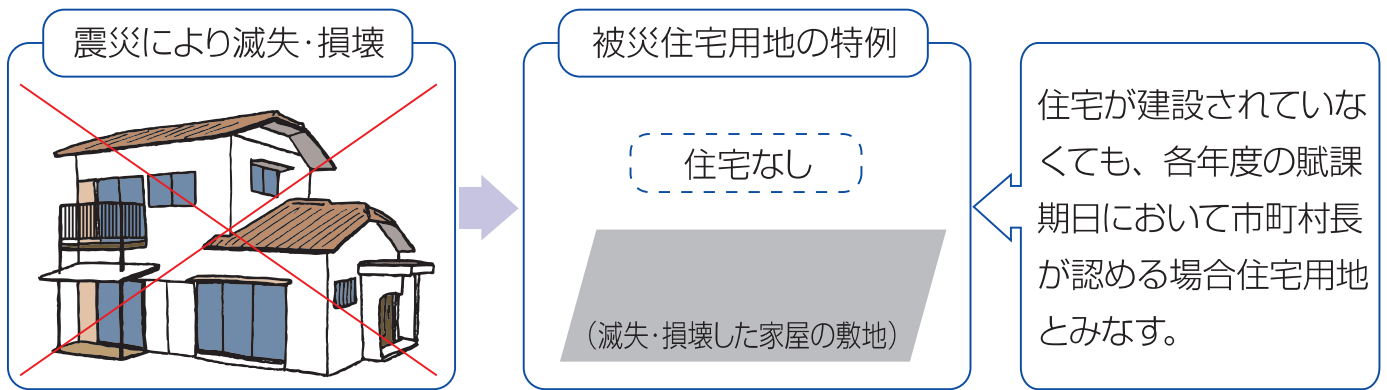 震災により滅失・損壊
被災住宅用地の特例
住宅なし
（滅失・損壊した家屋の敷地）
住宅が建設されていな
くても、各年度の賦課
期日において市町村長
が認める場合住宅用地
とみなす。